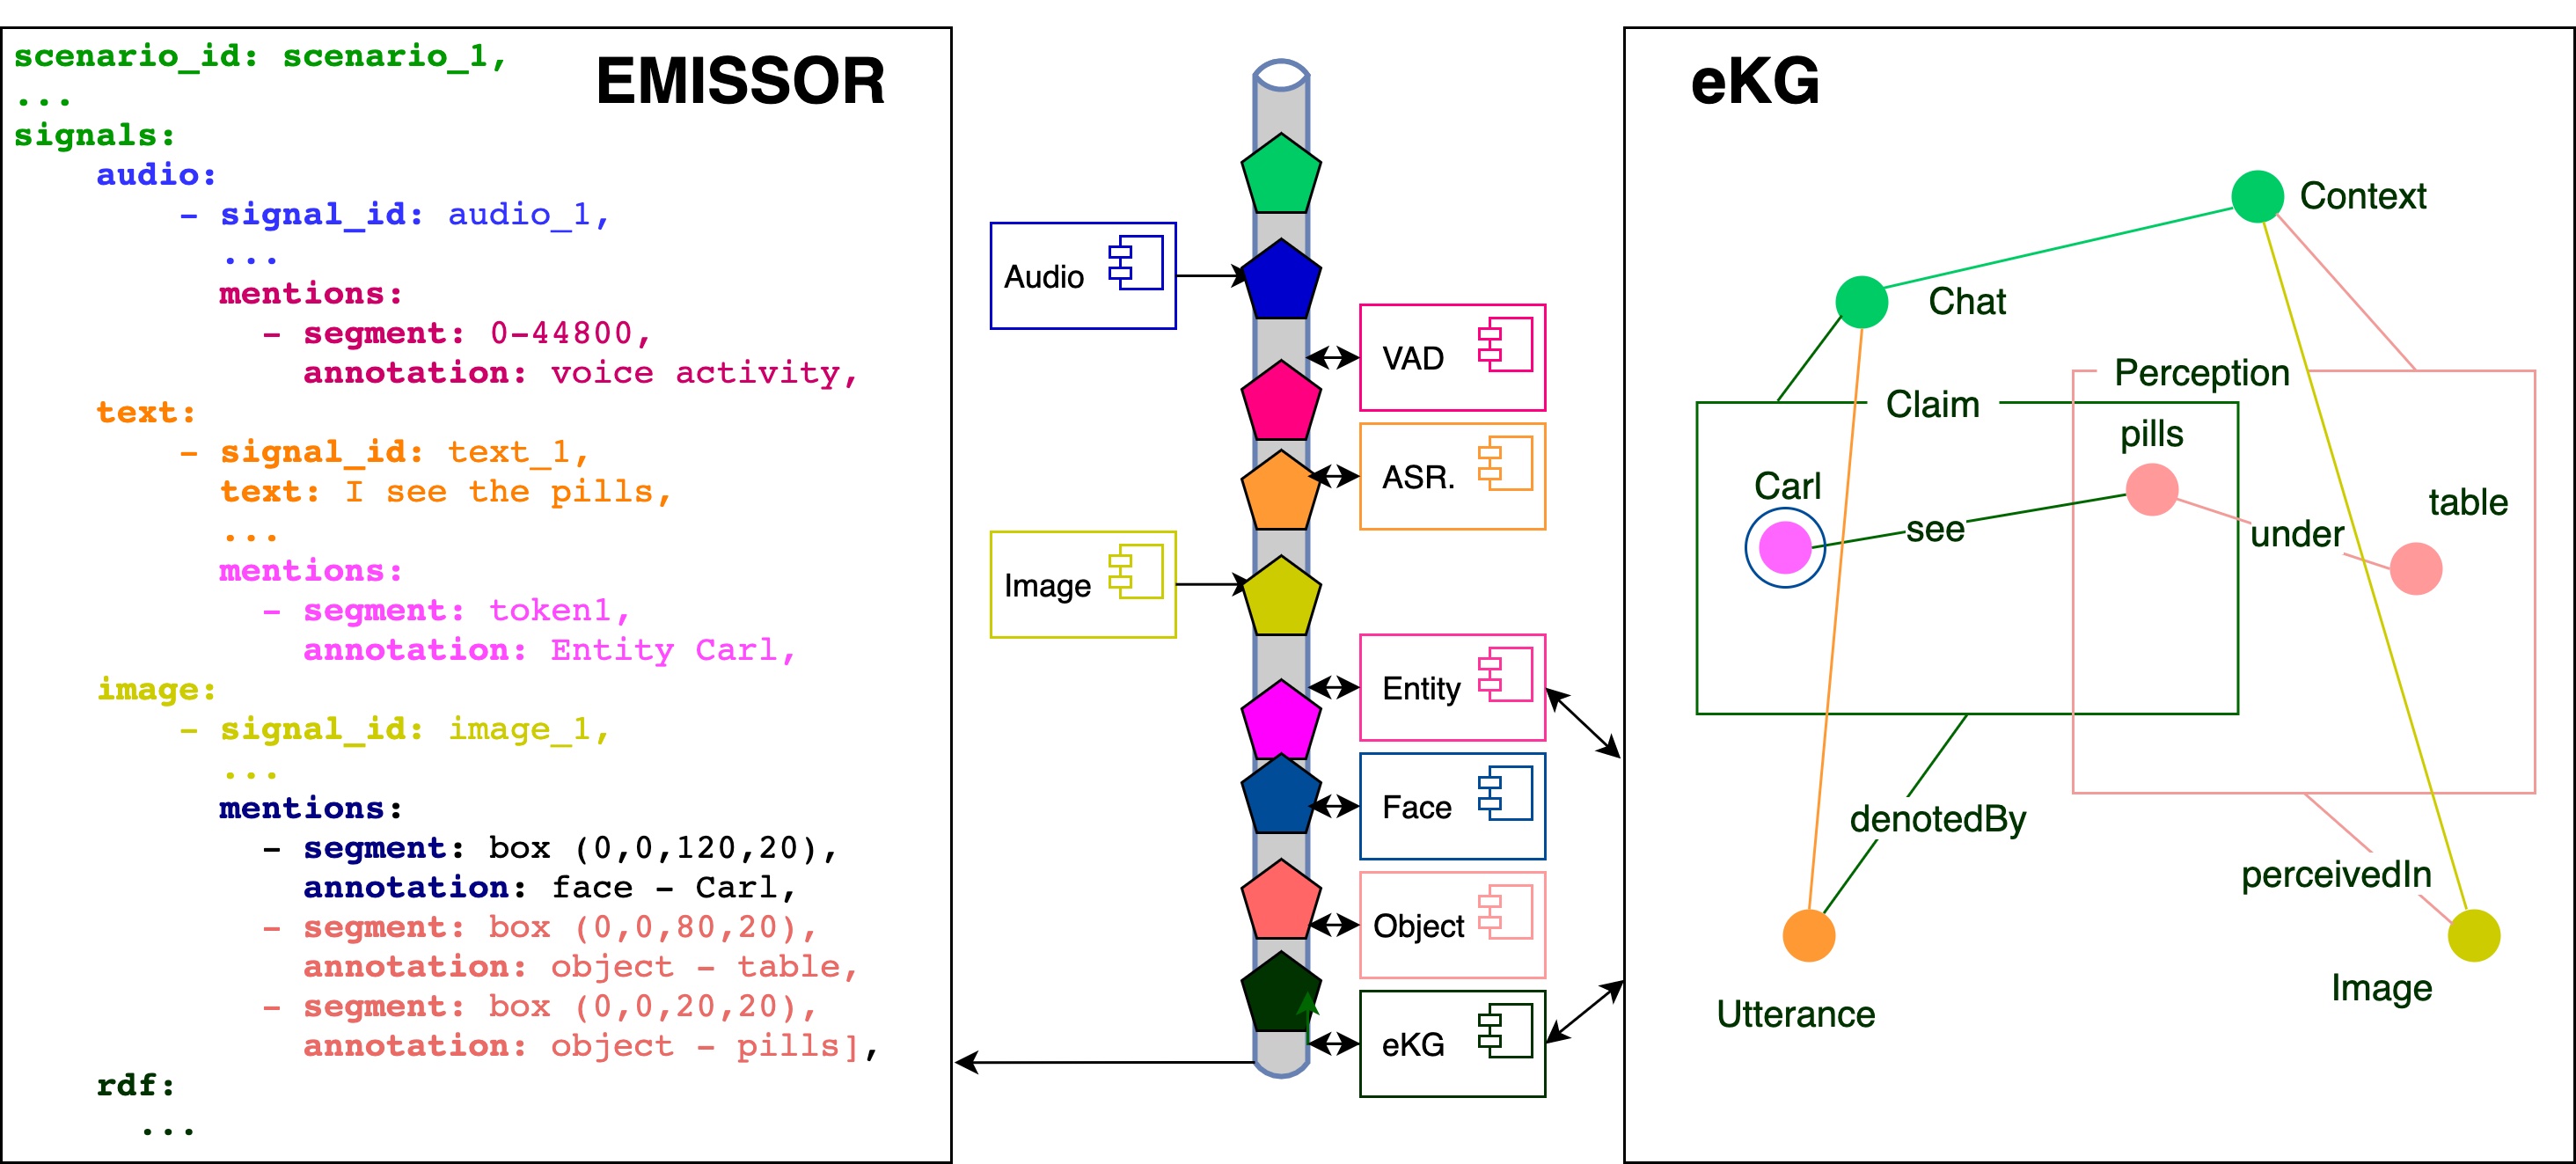 EMISSOR
scenario_id: scenario_1,
...
signals:
audio:
- signal_id: audio_1,
...
mentions:
- segment: 0-44800,
annotation: voice activity,
text:
- signal_id: text_1,
text: I see the pills,
...
mentions:
- segment: token1,
annotation: Entity Carl,
image:
- signal_id: image_1,
...
mentions:
- segment: box (0,0,120,20),
annotation: face - Carl,
- segment: box (0,0,80,20),
annotation: object - table,
- segment: box (0,0,20,20),
annotation: object - pills],
rdf:
...
Audio
VAD
ASR.
Image
Entity
Face
Object
eKG
eKG
Context
Chat
Perception
Claim
pills
Carl
table
see
under
denotedBy
perceivedIn
Image
Utterance